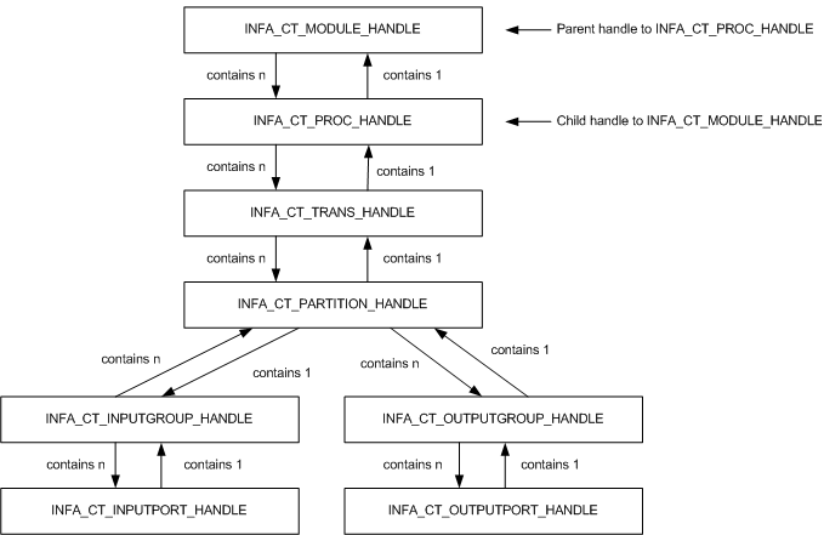 INFA_CT_MODULE_HANDLE
Parent handle to INFA_CT_PROC_HANDLE
contains n
contains 1
INFA_CT_PROC_HANDLE
Child handle to INFA_CT_MODULE_HANDLE
contains n
contains 1
INFA_CT_TRANS_HANDLE
contains n
contains 1
INFA_CT_PARTITION_HANDLE
contains n
contains 1
contains n
contains 1
INFA_CT_INPUTGROUP_HANDLE
INFA_CT_OUTPUTGROUP_HANDLE
contains n
contains 1
contains n
contains 1
INFA_CT_INPUTPORT_HANDLE
INFA_CT_OUTPUTPORT_HANDLE